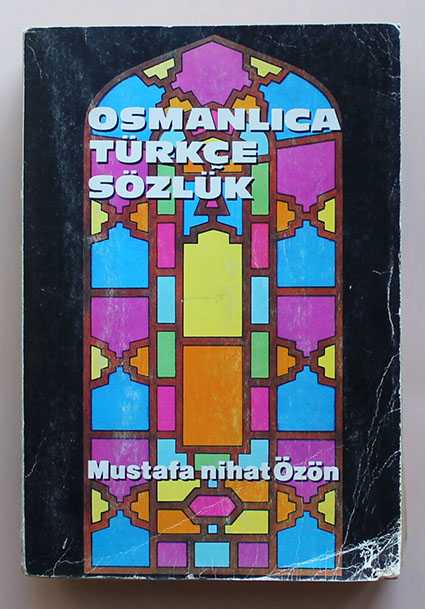 OSMANLICA
TÜRKÇE
SÖZLÜK
Mustafa nihat Özön